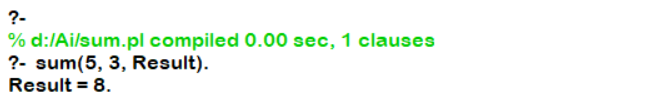 ?-
% d:/Ai/sum.pl compiled 0.00 sec, 1 clauses
?- sum(5, 3, Result).
Result = 8.